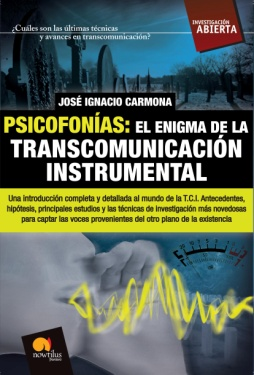 ¿Cuáles son las últimas técnicas
y avances en transcomunicación?
INVESTIGACIÓN
ABIERTA
JOSÉ IGNACIO CARMONA
PSICOFONÍAS: EL ENIGMA DE LA
TRANSCOMUNICACIÓN
INSTRUMENTAL
Una introducción completa y detallada al mundo de la T.C.I. Antecedentes,
hipótesis, principales estudios y las técnicas de investigación más novedosas
para captar las voces provenientes del otro plano de la existencia
nowtilus